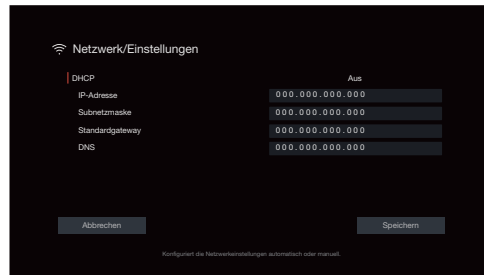 Netzwerk/Einstellungen
DHCP Aus
IP-Adresse 000.000.000.000
Subnetzmaske 000.000.000.000
Standardgateway 000.000.000.000
DNS 000.000.000.000
Abbrechen Speichern
Konfiguriert die Netzwerkeinstellungen automatisch oder manuell.